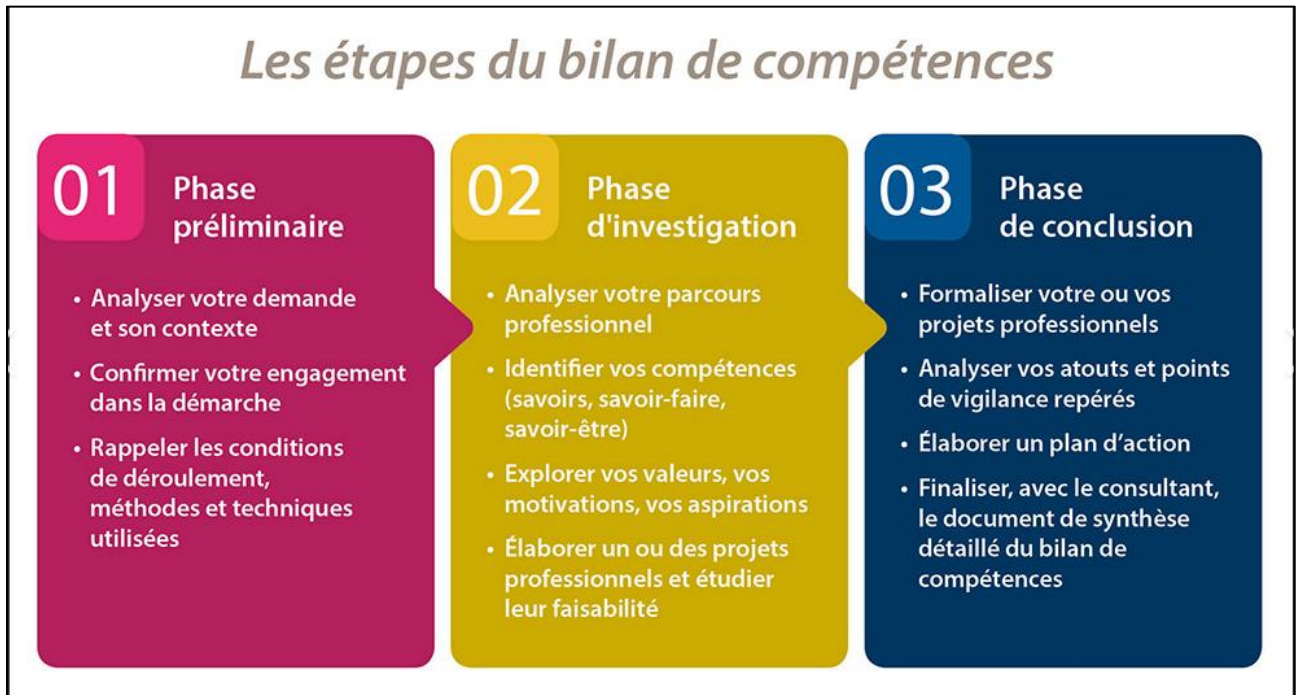 Les étapes du bilan de compétences
01
Phase
préliminaire
• Analyser votre demande
et son contexte
• Confirmer votre engagement
dans la démarche
• Rappeler les conditions
de déroulement,
méthodes et techniques
utilisées
02
Phase
d'investigation
• Analyser votre parcours
professionnel
• Identifier vos compétences
(savoirs, savoir-faire,
savoir-être)
• Explorer vos valeurs, vos
motivations, vos aspirations
• Élaborer un ou des projets
professionnels et étudier
leur faisabilité
03
Phase
de conclusion
• Formaliser votre ou vos
projets professionnels
• Analyser vos atouts et points
de vigilance repérés
• Élaborer un plan d’action
• Finaliser, avec le consultant,
le document de synthèse
détaillé du bilan de
compétences